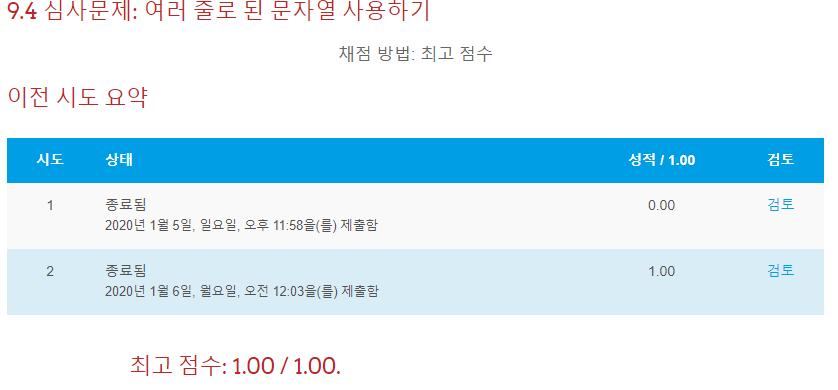 9.4 심사문제: 여러 줄로 된 문자열 사용하기
채점 방법: 최고 점수
이전 시도 요약
시도 상태 성적 / 1.00 검토
1 종료됨 0.00 검토
2020년 1월 5일, 일요일, 오후 11:58을(를) 제출함
2 종료됨 1.00 검토
2020년 1월 6일, 월요일, 오전 12:03을(를) 제출함
최고 점수: 1.00 / 1.00.